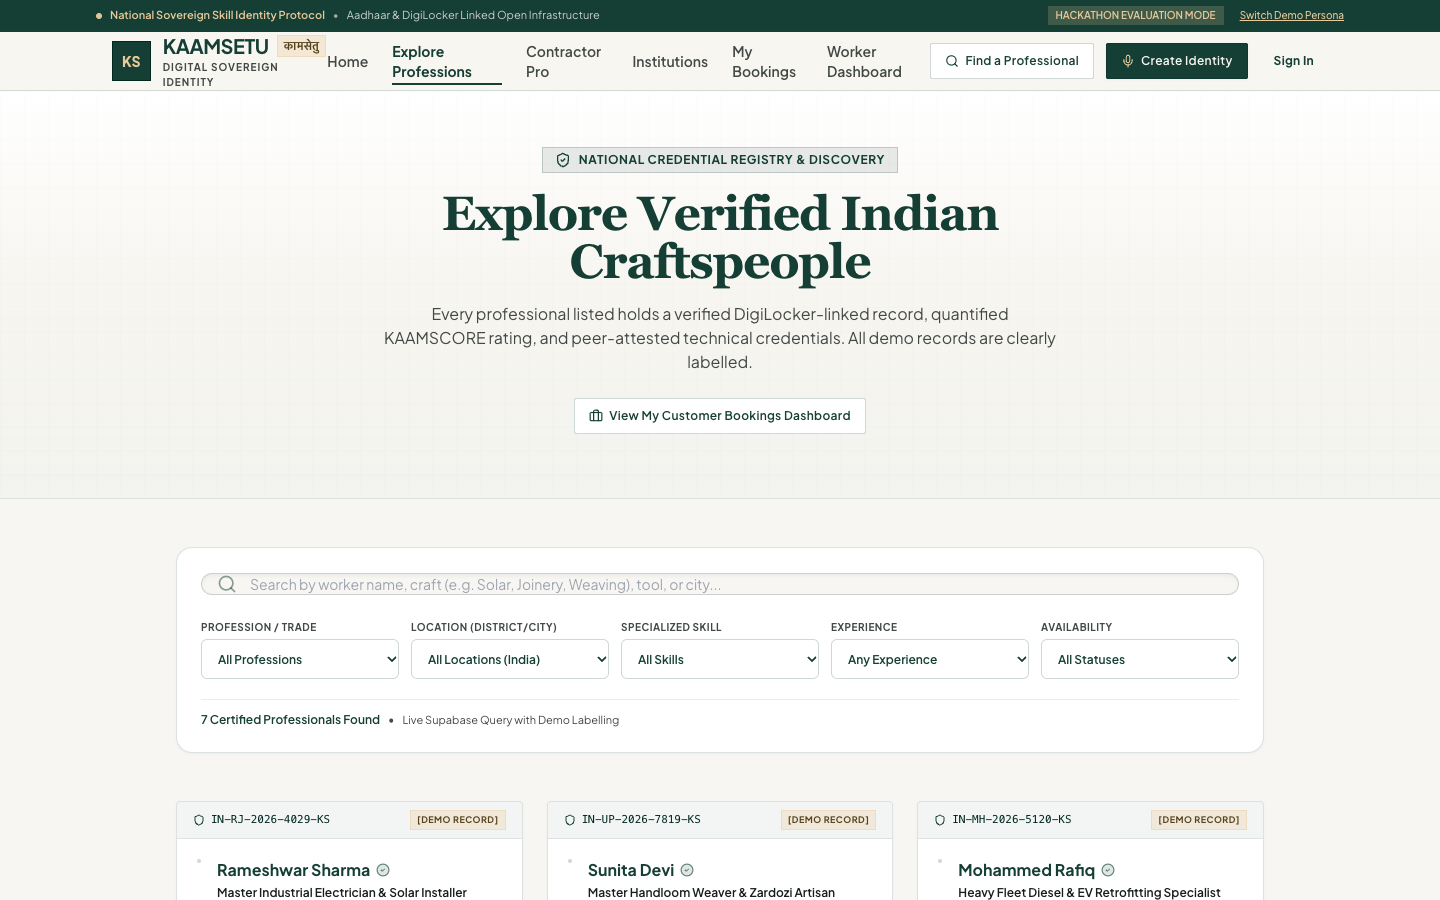 National Sovereign Skill Identity Protocol • Aadhaar & DigiLocker Linked Open Infrastructure
HACKATHON EVALUATION MODE
Switch Demo Persona
KS
KAAMSETU
कामसेतु
DIGITAL SOVEREIGN
IDENTITY
Home
Explore
Professions
Contractor
Pro
Institutions
My
Bookings
Worker
Dashboard
Find a Professional
Create Identity
Sign In
NATIONAL CREDENTIAL REGISTRY & DISCOVERY
Explore Verified Indian
Craftspeople
Every professional listed holds a verified DigiLocker-linked record, quantified
KAAMSCORE rating, and peer-attested technical credentials. All demo records are clearly
labelled.
View My Customer Bookings Dashboard
Search by worker name, craft (e.g. Solar, Joinery, Weaving), tool, or city...
PROFESSION / TRADE
LOCATION (DISTRICT/CITY)
SPECIALIZED SKILL
EXPERIENCE
AVAILABILITY
All Professions
All Locations (India)
All Skills
Any Experience
All Statuses
7 Certified Professionals Found • Live Supabase Query with Demo Labelling
IN-RJ-2026-4029-KS
[DEMO RECORD]
Rameshwar Sharma
Master Industrial Electrician & Solar Installer
IN-UP-2026-7819-KS
[DEMO RECORD]
Sunita Devi
Master Handloom Weaver & Zardozi Artisan
IN-MH-2026-5120-KS
[DEMO RECORD]
Mohammed Rafiq
Heavy Fleet Diesel & EV Retrofitting Specialist